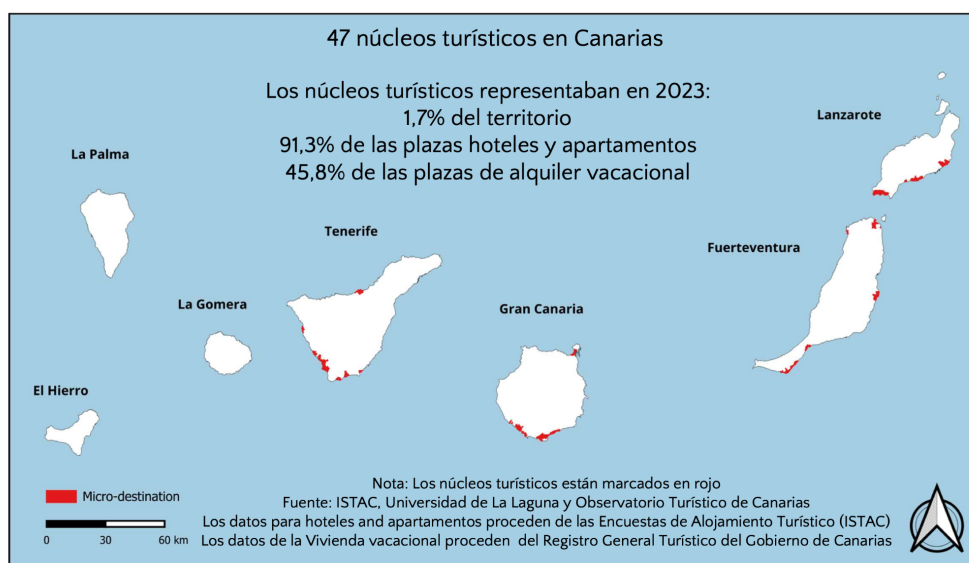 47 núcleos turísticos en Canarias
Los núcleos turísticos representaban en 2023:
1,7% del territorio
91,3% de las plazas hoteles y apartamentos
45,8% de las plazas de alquiler vacacional
Lanzarote
La Palma
Tenerife
Fuerteventura
La Gomera
Gran Canaria
El Hierro
Micro-destination
0 30 60 km
Nota: Los núcleos turísticos están marcados en rojo
Fuente: ISTAC, Universidad de La Laguna y Observatorio Turístico de Canarias
Los datos para hoteles and apartamentos proceden de las Encuestas de Alojamiento Turístico (ISTAC)
Los datos de la Vivienda vacacional proceden del Registro General Turístico del Gobierno de Canarias